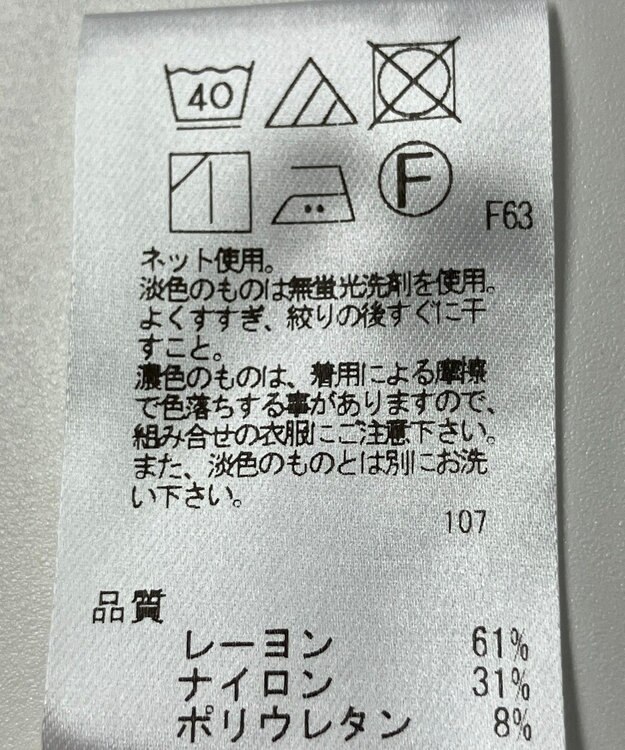 40
F
F63
ネット使用。
淡色のものは無蛍光洗剤を使用。
よくすすぎ、絞りの後すぐに干
すこと。
濃色のものは、着用による摩擦
で色落ちする事がありますので、
組み合せの衣服にご注意下さい。
また、淡色のものとは別にお洗
い下さい。
107
品質
レーヨン 61%
ナイロン 31%
ポリウレタン 8%